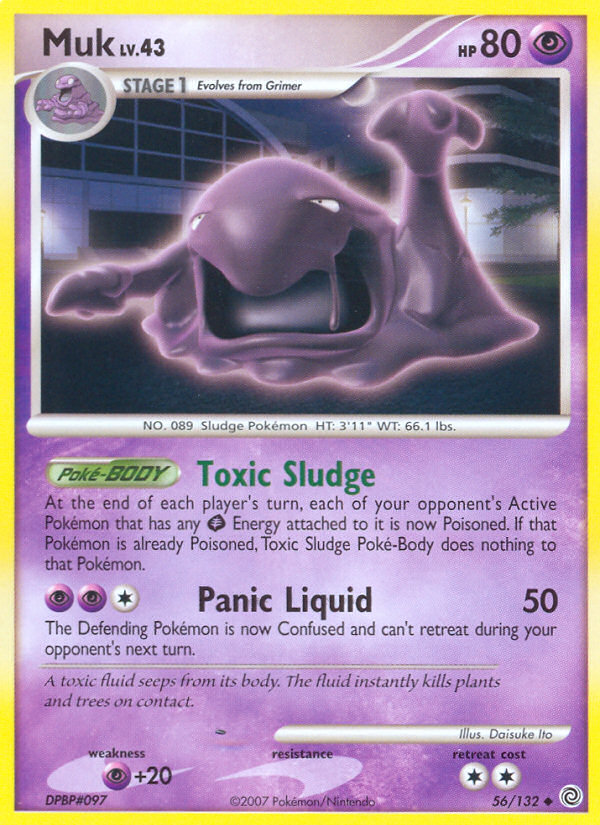 Muk LV.43
HP 80
STAGE 1 Evolves from Grimer
NO. 089 Sludge Pokémon HT: 3'11" WT: 66.1 lbs.
Poké-BODY Toxic Sludge
At the end of each player's turn, each of your opponent's Active
Pokémon that has any Energy attached to it is now Poisoned. If that
Pokémon is already Poisoned, Toxic Sludge Poké-Body does nothing to
that Pokémon.
Panic Liquid 50
The Defending Pokémon is now Confused and can't retreat during your
opponent's next turn.
A toxic fluid seeps from its body. The fluid instantly kills plants
and trees on contact.
Illus. Daisuke Ito
weakness resistance retreat cost
+20
DPBP#097 ©2007 Pokémon/Nintendo 56/132